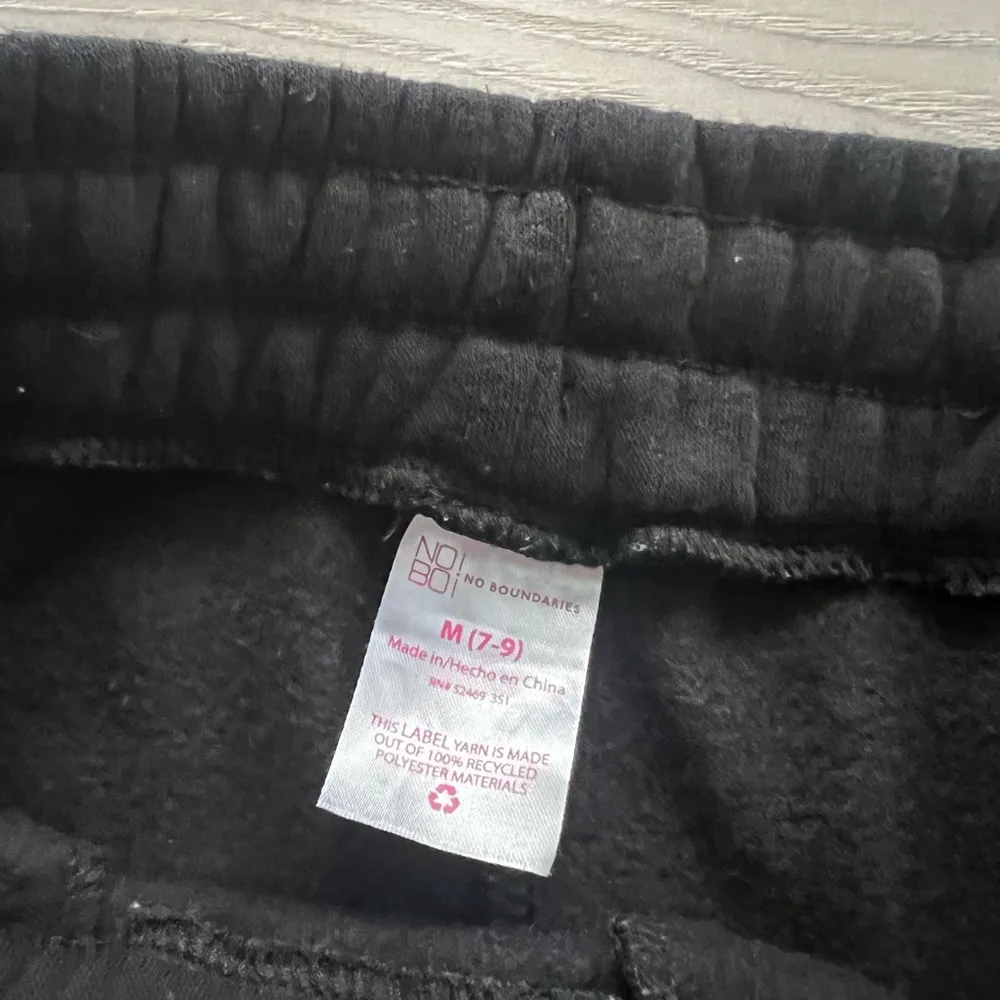 NO!
BO¡ NO BOUNDARIES
M (7-9)
Made in/Hecho en China
RN# 52469 3S1
THIS LABEL YARN IS MADE
OUT OF 100% RECYCLED
POLYESTER MATERIALS